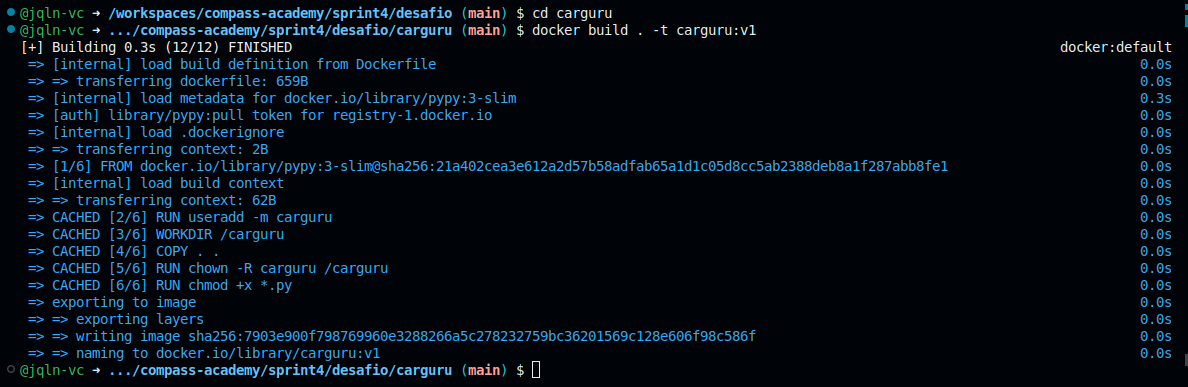 @jqln-vc ➜ /workspaces/compass-academy/sprint4/desafio (main) $ cd carguru
@jqln-vc ➜ .../compass-academy/sprint4/desafio/carguru (main) $ docker build . -t carguru:v1
[+] Building 0.3s (12/12) FINISHED docker:default
=> [internal] load build definition from Dockerfile 0.0s
=> => transferring dockerfile: 659B 0.0s
=> [internal] load metadata for docker.io/library/pypy:3-slim 0.3s
=> [auth] library/pypy:pull token for registry-1.docker.io 0.0s
=> [internal] load .dockerignore 0.0s
=> => transferring context: 2B 0.0s
=> [1/6] FROM docker.io/library/pypy:3-slim@sha256:21a402cea3e612a2d57b58adfab65a1d1c05d8cc5ab2388deb8a1f287abb8fe1 0.0s
=> [internal] load build context 0.0s
=> => transferring context: 62B 0.0s
=> CACHED [2/6] RUN useradd -m carguru 0.0s
=> CACHED [3/6] WORKDIR /carguru 0.0s
=> CACHED [4/6] COPY . . 0.0s
=> CACHED [5/6] RUN chown -R carguru /carguru 0.0s
=> CACHED [6/6] RUN chmod +x *.py 0.0s
=> exporting to image 0.0s
=> => exporting layers 0.0s
=> => writing image sha256:7903e900f798769960e3288266a5c278232759bc36201569c128e606f98c586f 0.0s
=> => naming to docker.io/library/carguru:v1 0.0s
@jqln-vc ➜ .../compass-academy/sprint4/desafio/carguru (main) $